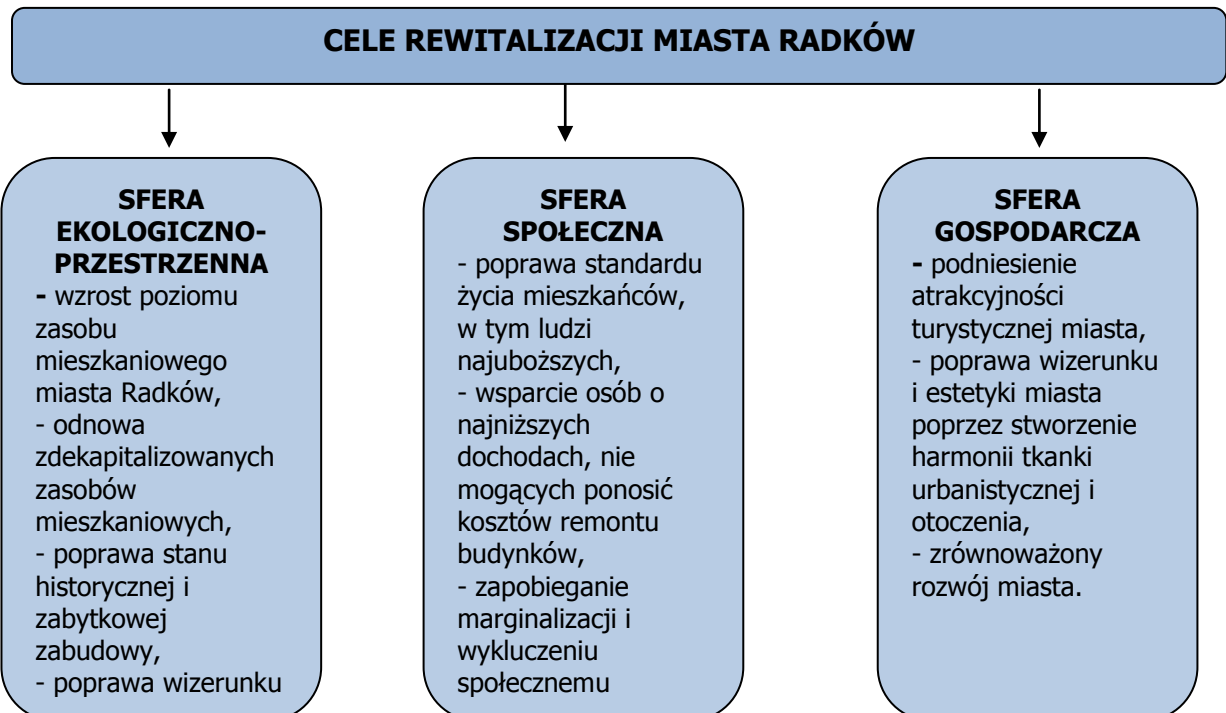 CELE REWITALIZACJI MIASTA RADKÓW
SFERA
EKOLOGICZNO-
PRZESTRZENNA
- wzrost poziomu
zasobu
mieszkaniowego
miasta Radków,
- odnowa
zdekapitalizowanych
zasobów
mieszkaniowych,
- poprawa stanu
historycznej i
zabytkowej
zabudowy,
- poprawa wizerunku
SFERA
SPOŁECZNA
- poprawa standardu
życia mieszkańców,
w tym ludzi
najuboższych,
- wsparcie osób o
najniższych
dochodach, nie
mogących ponosić
kosztów remontu
budynków,
- zapobieganie
marginalizacji i
wykluczeniu
społecznemu
SFERA
GOSPODARCZA
- podniesienie
atrakcyjności
turystycznej miasta,
- poprawa wizerunku
i estetyki miasta
poprzez stworzenie
harmonii tkanki
urbanistycznej i
otoczenia,
- zrównoważony
rozwój miasta.